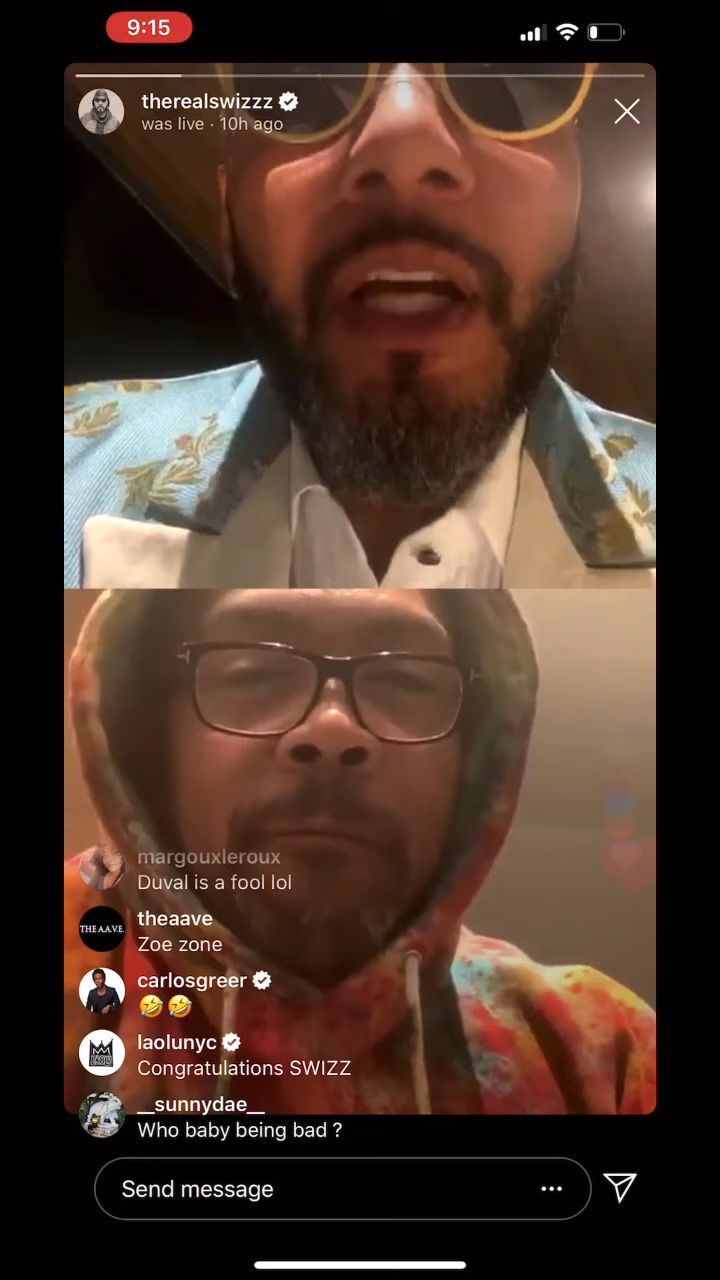 9:15
therealswizzz
was live · 10h ago
margouxleroux
Duval is a fool lol
THE A.A.V.E.
theaave
Zoe zone
carlosgreer
🤣🤣
laolunyc
Congratulations SWIZZ
__sunnydae__
Who baby being bad ?
Send message